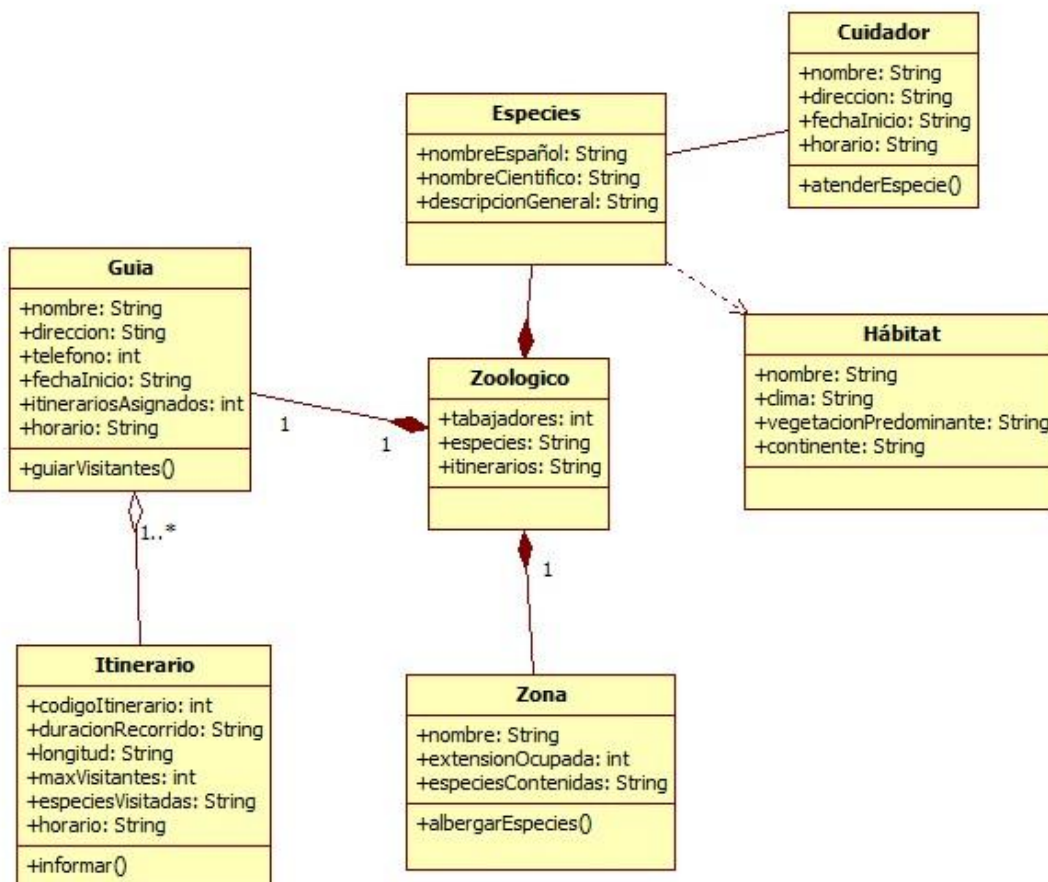 Cuidador
+nombre: String
+direccion: String
+fechaInicio: String
+horario: String
+atenderEspecie()
Especies
+nombreEspañol: String
+nombreCientifico: String
+descripcionGeneral: String
Guia
+nombre: String
+direccion: Sting
+telefono: int
+fechaInicio: String
+itinerariosAsignados: int
+horario: String
+guiarVisitantes()
Hábitat
+nombre: String
+clima: String
+vegetacionPredominante: String
+continente: String
Zoologico
+tabajadores: int
+especies: String
+itinerarios: String
1
1
1..*
1
Itinerario
+codigoItinerario: int
+duracionRecorrido: String
+longitud: String
+maxVisitantes: int
+especiesVisitadas: String
+horario: String
+informar()
Zona
+nombre: String
+extensionOcupada: int
+especiesContenidas: String
+albergarEspecies()